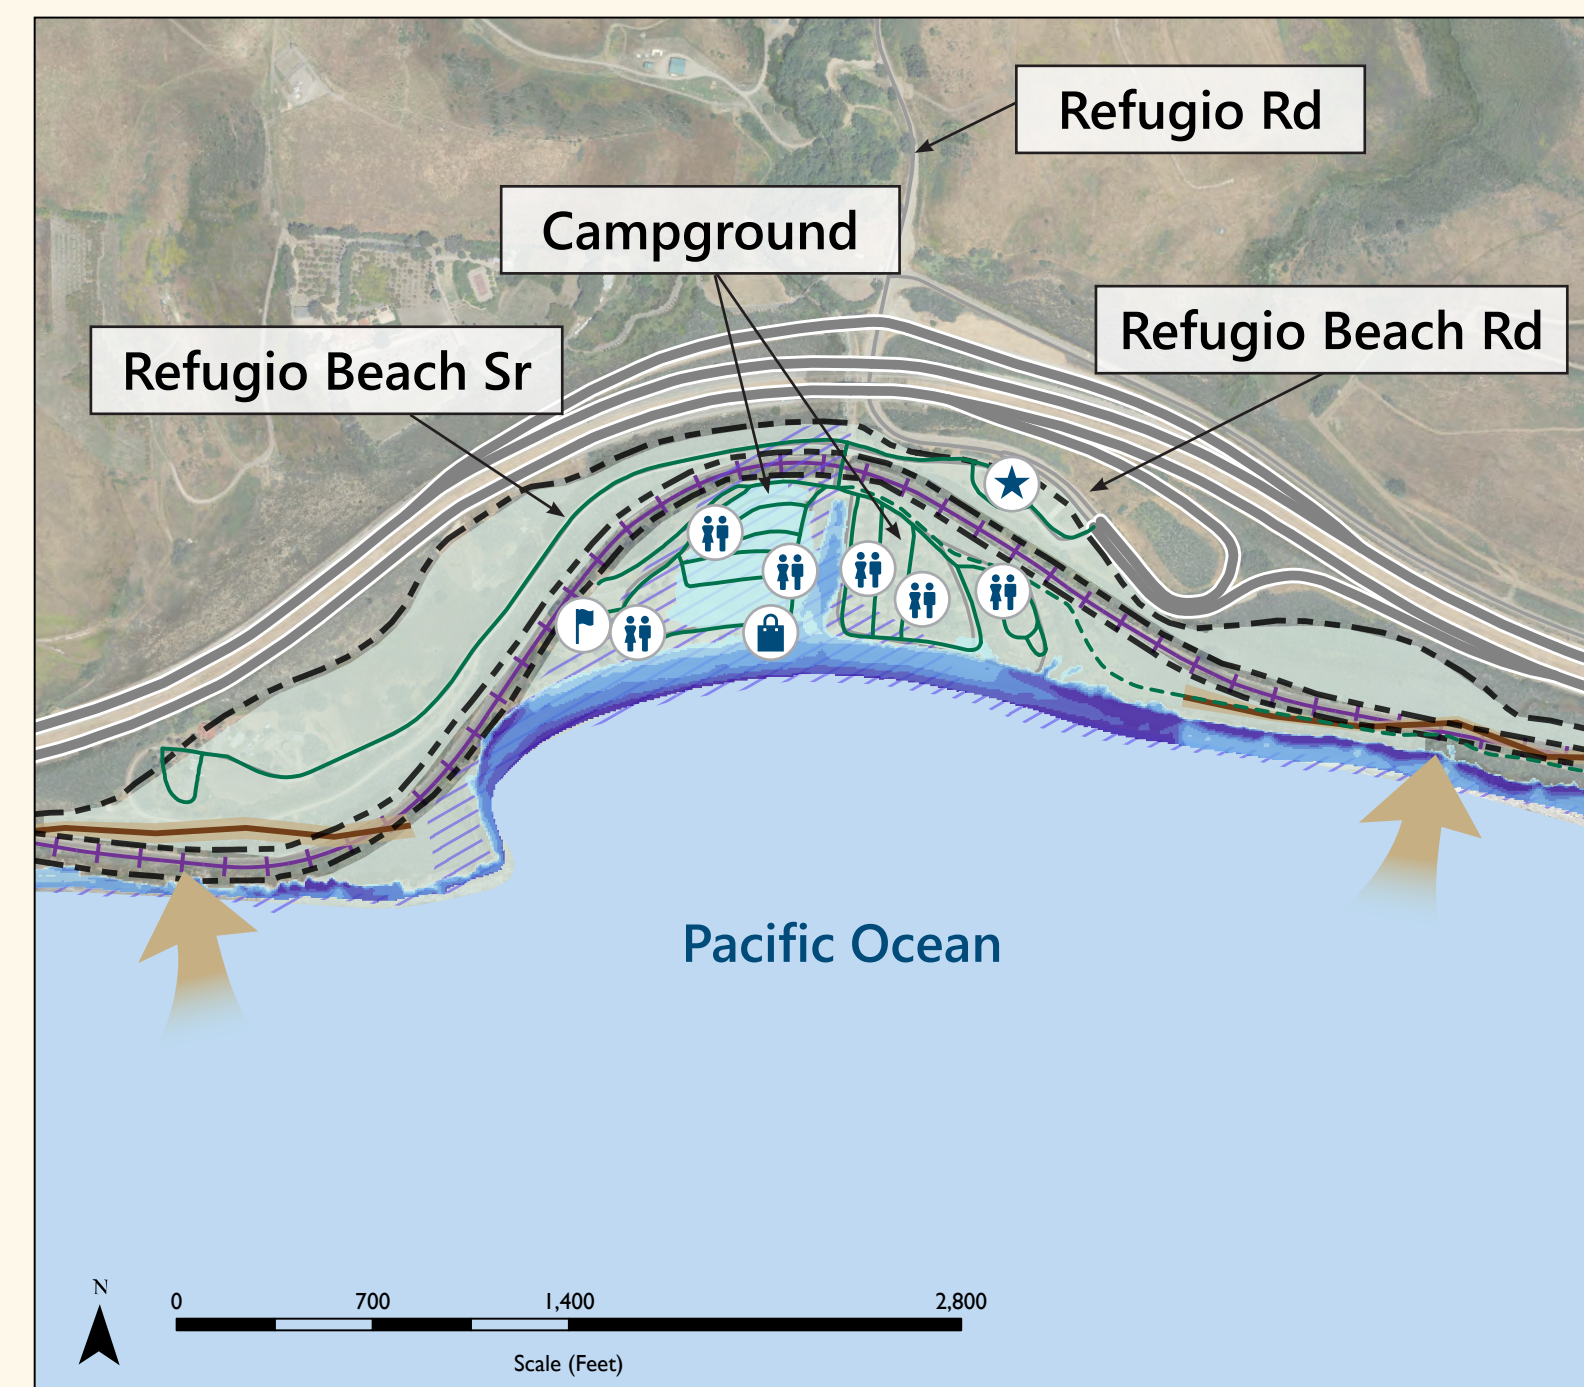 Refugio Rd
Campground
Refugio Beach Rd
Refugio Beach Sr
Pacific Ocean
N
0 700 1,400 2,800
Scale (Feet)